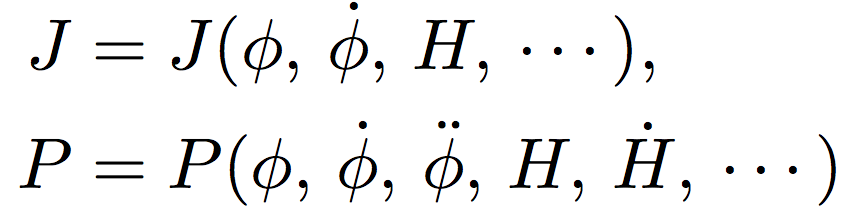 J = J(ϕ, ϕ̇, H, ⋯),
P = P(ϕ, ϕ̇, ϕ̈, H, Ḣ, ⋯)